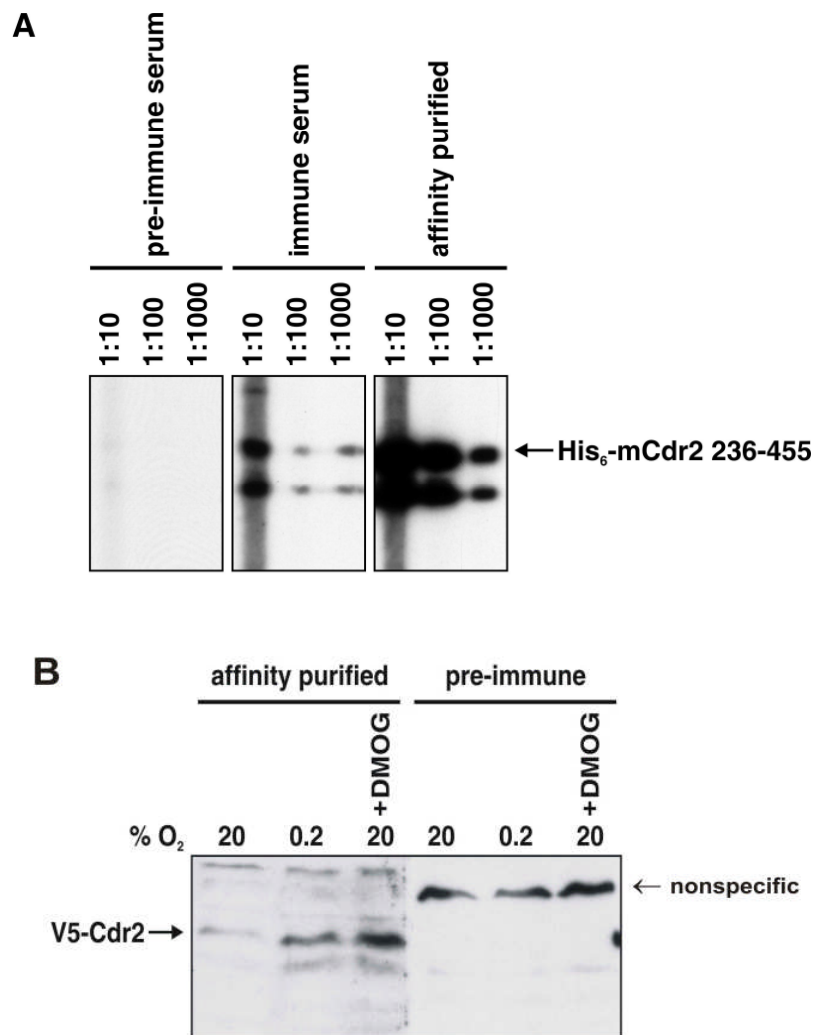 A
pre-immune serum
immune serum
affinity purified
1:10
1:100
1:1000
1:10
1:100
1:1000
1:10
1:100
1:1000
←His₆-mCdr2 236-455
B
affinity purified
pre-immune
+DMOG
+DMOG
% O₂ 20 0.2 20 20 0.2 20
← nonspecific
V5-Cdr2→